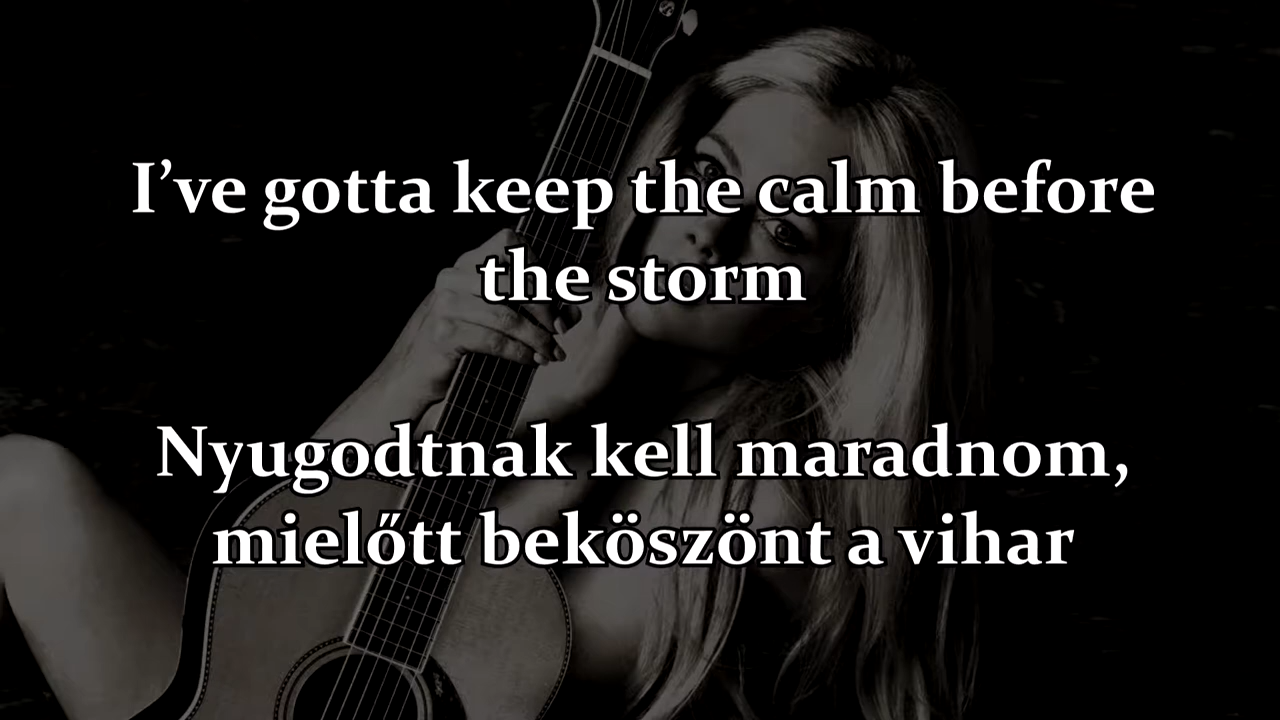 I’ve gotta keep the calm before
the storm
Nyugodtnak kell maradnom,
mielőtt beköszönt a vihar